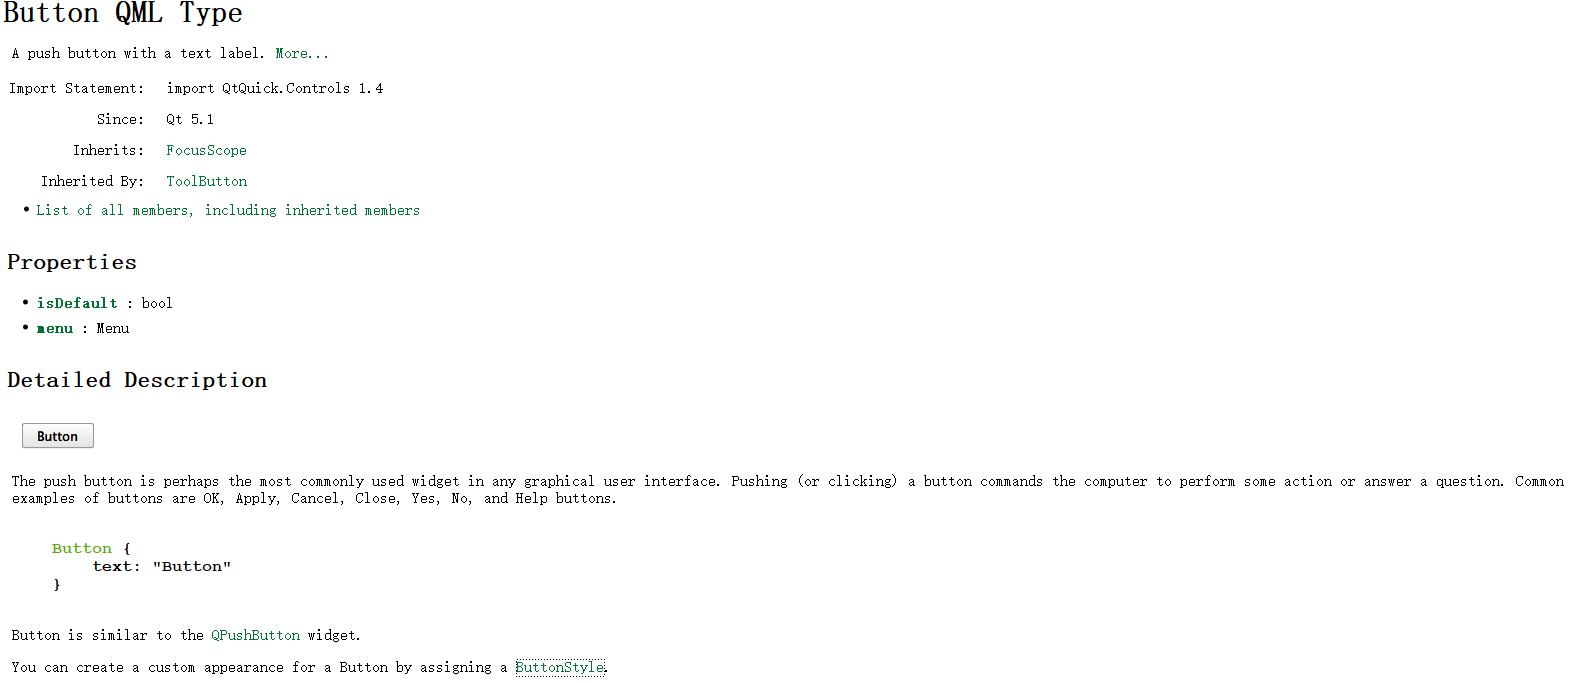 Button QML Type
A push button with a text label. More...
Import Statement: import QtQuick.Controls 1.4
Since: Qt 5.1
Inherits: FocusScope
Inherited By: ToolButton
• List of all members, including inherited members
Properties
• isDefault : bool
• menu : Menu
Detailed Description
Button
The push button is perhaps the most commonly used widget in any graphical user interface. Pushing (or clicking) a button commands the computer to perform some action or answer a question. Common
examples of buttons are OK, Apply, Cancel, Close, Yes, No, and Help buttons.
Button {
text: "Button"
}
Button is similar to the QPushButton widget.
You can create a custom appearance for a Button by assigning a ButtonStyle.